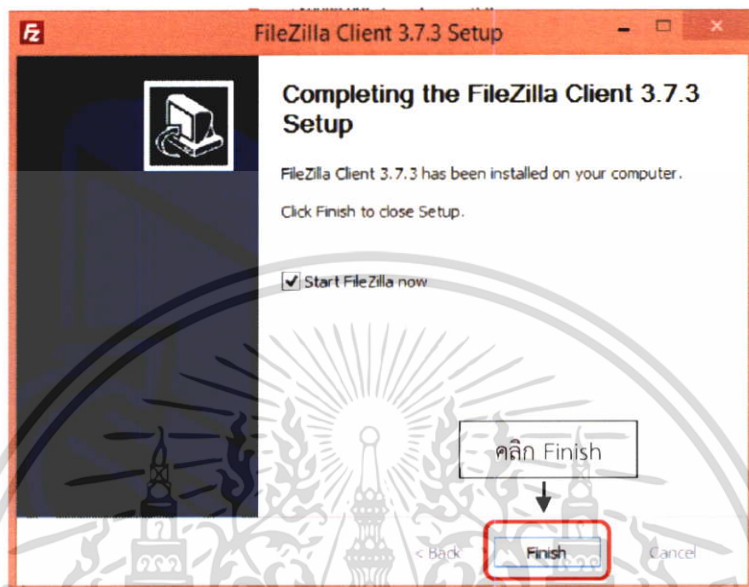 Fz
FileZilla Client 3.7.3 Setup
Completing the FileZilla Client 3.7.3
Setup
FileZilla Client 3.7.3 has been installed on your computer.
Click Finish to close Setup.
Start FileZilla now
คลิก Finish
< Back
Finish
Cancel